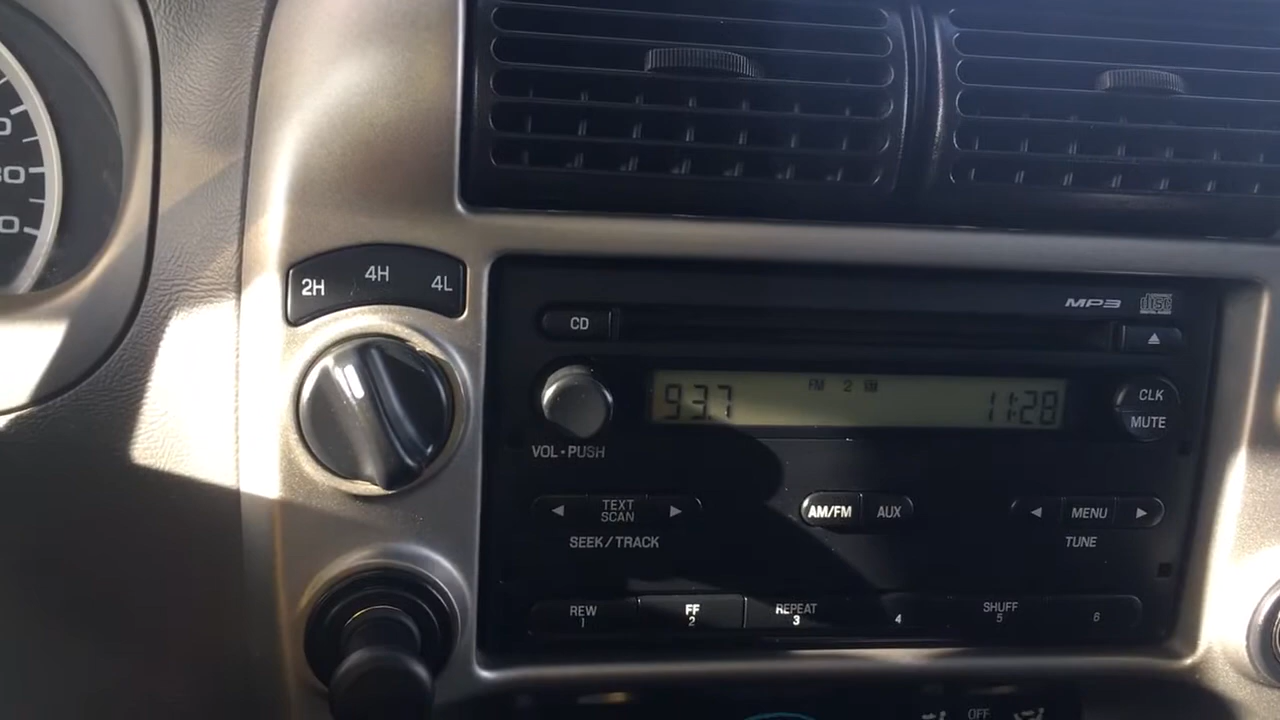 2H 4H 4L
MP3 disc
CD
93.7 FM 2 11:28
CLK
MUTE
VOL•PUSH
TEXT
SCAN
AM/FM AUX
MENU
SEEK/TRACK
TUNE
REW FF REPEAT SHUFF
1 2 3 4 5 6
OFF